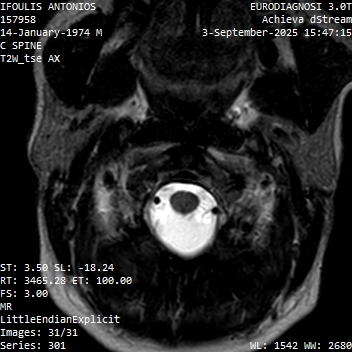 IFOULIS ANTONIOS
157958
14-January-1974 M
C SPINE
T2W_tse AX
EURODIAGNOSI 3.0T
Achieva dStream
3-September-2025 15:47:15
ST: 3.50 SL: -18.24
RT: 3465.28 ET: 100.00
FS: 3.00
MR
LittleEndianExplicit
Images: 31/31
Series: 301
WL: 1542 WW: 2680